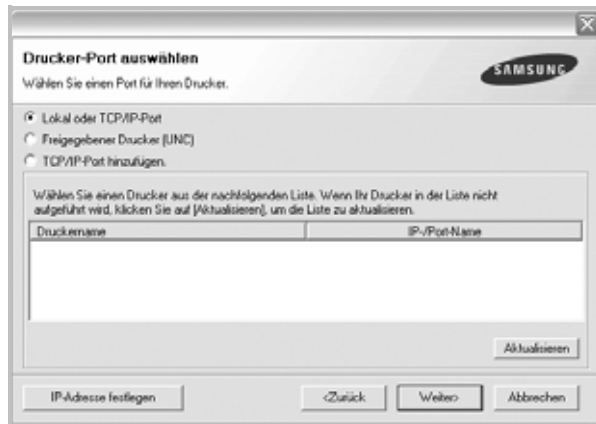 Drucker-Port auswählen
Wählen Sie einen Port für Ihren Drucker.
SAMSUNG
Lokal oder TCP/IP-Port
Freigegebener Drucker (UNC)
TCP/IP-Port hinzufügen.
Wählen Sie einen Drucker aus der nachfolgenden Liste. Wenn Ihr Drucker in der Liste nicht
aufgeführt wird, klicken Sie auf [Aktualisieren], um die Liste zu aktualisieren.
Druckername IP-/Port-Name
Aktualisieren
IP-Adresse festlegen <Zurück Weiter> Abbrechen